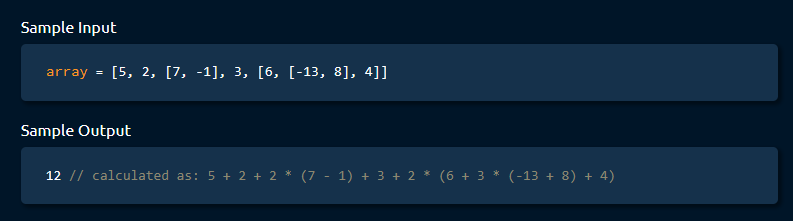 Sample Input
array = [5, 2, [7, -1], 3, [6, [-13, 8], 4]]
Sample Output
12 // calculated as: 5 + 2 + 2 * (7 - 1) + 3 + 2 * (6 + 3 * (-13 + 8) + 4)